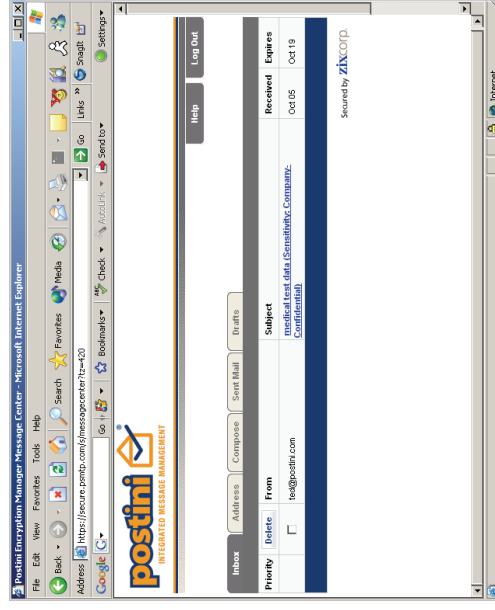 Postini Encryption Manager Message Center - Microsoft Internet Explorer
File Edit View Favorites Tools Help
Back Search Favorites Media
Address https://secure.psmtp.com/s/messagecenter?tz=420 Go Links » SnagIt
Google G Go Bookmarks Check AutoLink Send to Settings
postini
INTEGRATED MESSAGE MANAGEMENT
Help Log Out
Inbox Address Compose Sent Mail Drafts
Priority Delete From Subject Received Expires
ted@postini.com medical test data (Sensitivity: Company- Oct 05 Oct 19
Confidential)
Secured by zixcorp.
Internet